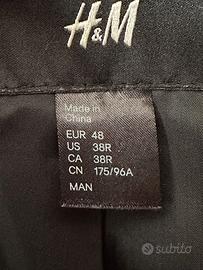 H&M
Made in
China
EUR 48
US 38R
CA 38R
CN 175/96A
MAN
subito